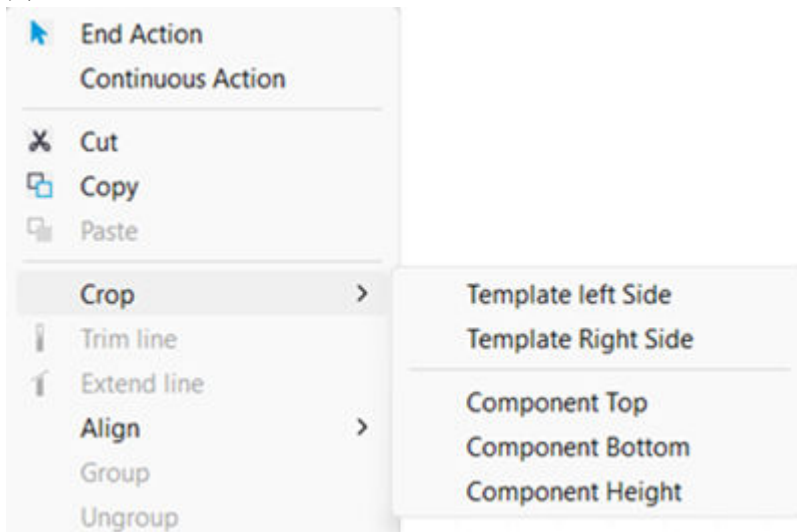 End Action
Continuous Action
Cut
Copy
Paste
Crop
Trim line
Extend line
Align
Group
Ungroup
Template left Side
Template Right Side
Component Top
Component Bottom
Component Height